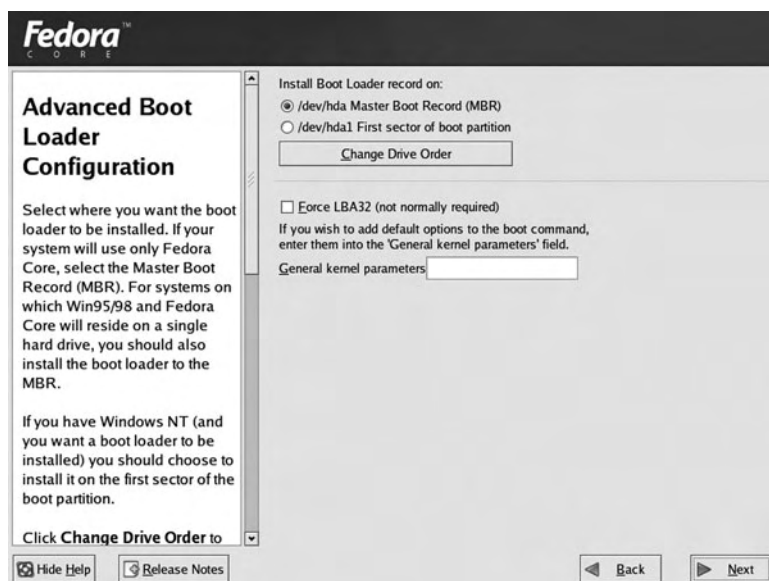 Fedora™
CORE
Advanced Boot
Loader
Configuration
Select where you want the boot
loader to be installed. If your
system will use only Fedora
Core, select the Master Boot
Record (MBR). For systems on
which Win95/98 and Fedora
Core will reside on a single
hard drive, you should also
install the boot loader to the
MBR.
If you have Windows NT (and
you want a boot loader to be
installed) you should choose to
install it on the first sector of the
boot partition.
Click Change Drive Order to
Install Boot Loader record on:
/dev/hda Master Boot Record (MBR)
/dev/hda1 First sector of boot partition
Change Drive Order
Force LBA32 (not normally required)
If you wish to add default options to the boot command,
enter them into the 'General kernel parameters' field.
General kernel parameters
Hide Help
Release Notes
Back
Next